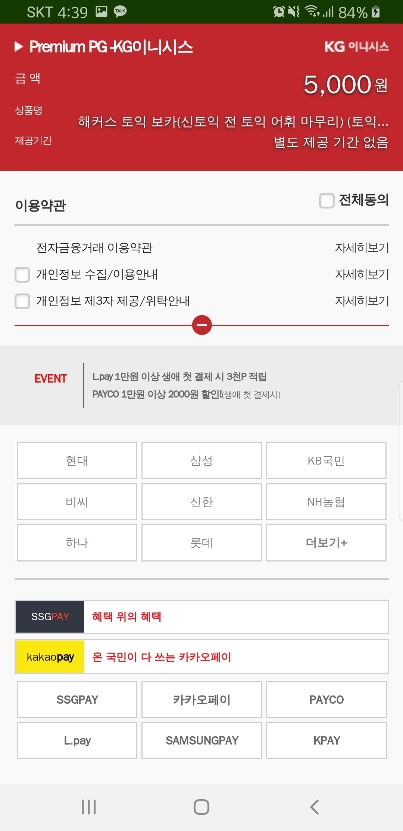 SKT 4:39 TALK 84%
Premium PG -KG이니시스 KG 이니시스
금 액 5,000 원
상품명 해커스 토익 보카(신토익 전 토익 어휘 마무리) (토익...
제공기간 별도 제공 기간 없음
이용약관 전체동의
전자금융거래 이용약관 자세히보기
개인정보 수집/이용안내 자세히보기
개인정보 제3자 제공/위탁안내 자세히보기
EVENT
L.pay 1만원 이상 생애 첫 결제 시 3천P 적립
PAYCO 1만원 이상 2000원 할인!(생애 첫 결제시)
현대 삼성 KB국민
비씨 신한 NH농협
하나 롯데 더보기+
SSGPAY 혜택 위의 혜택
kakaopay 온 국민이 다 쓰는 카카오페이
SSGPAY 카카오페이 PAYCO
L.pay SAMSUNGPAY KPAY